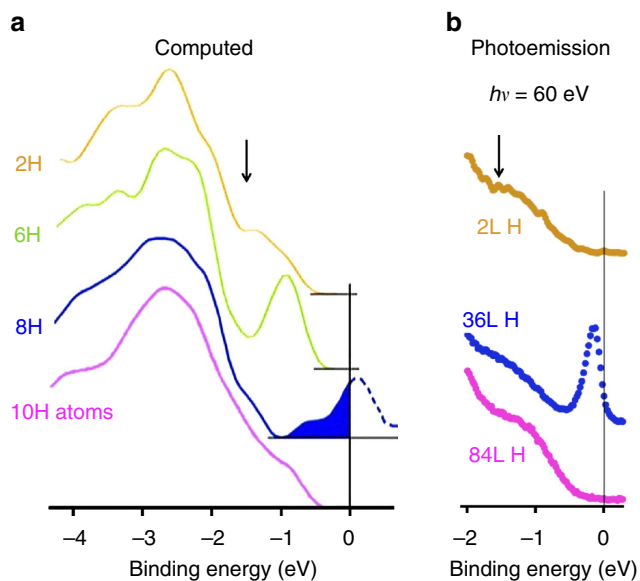 a
Computed
2H
6H
8H
10H atoms
–4 –3 –2 –1 0
Binding energy (eV)
b
Photoemission
hν = 60 eV
2L H
36L H
84L H
–2 –1 0
Binding energy (eV)